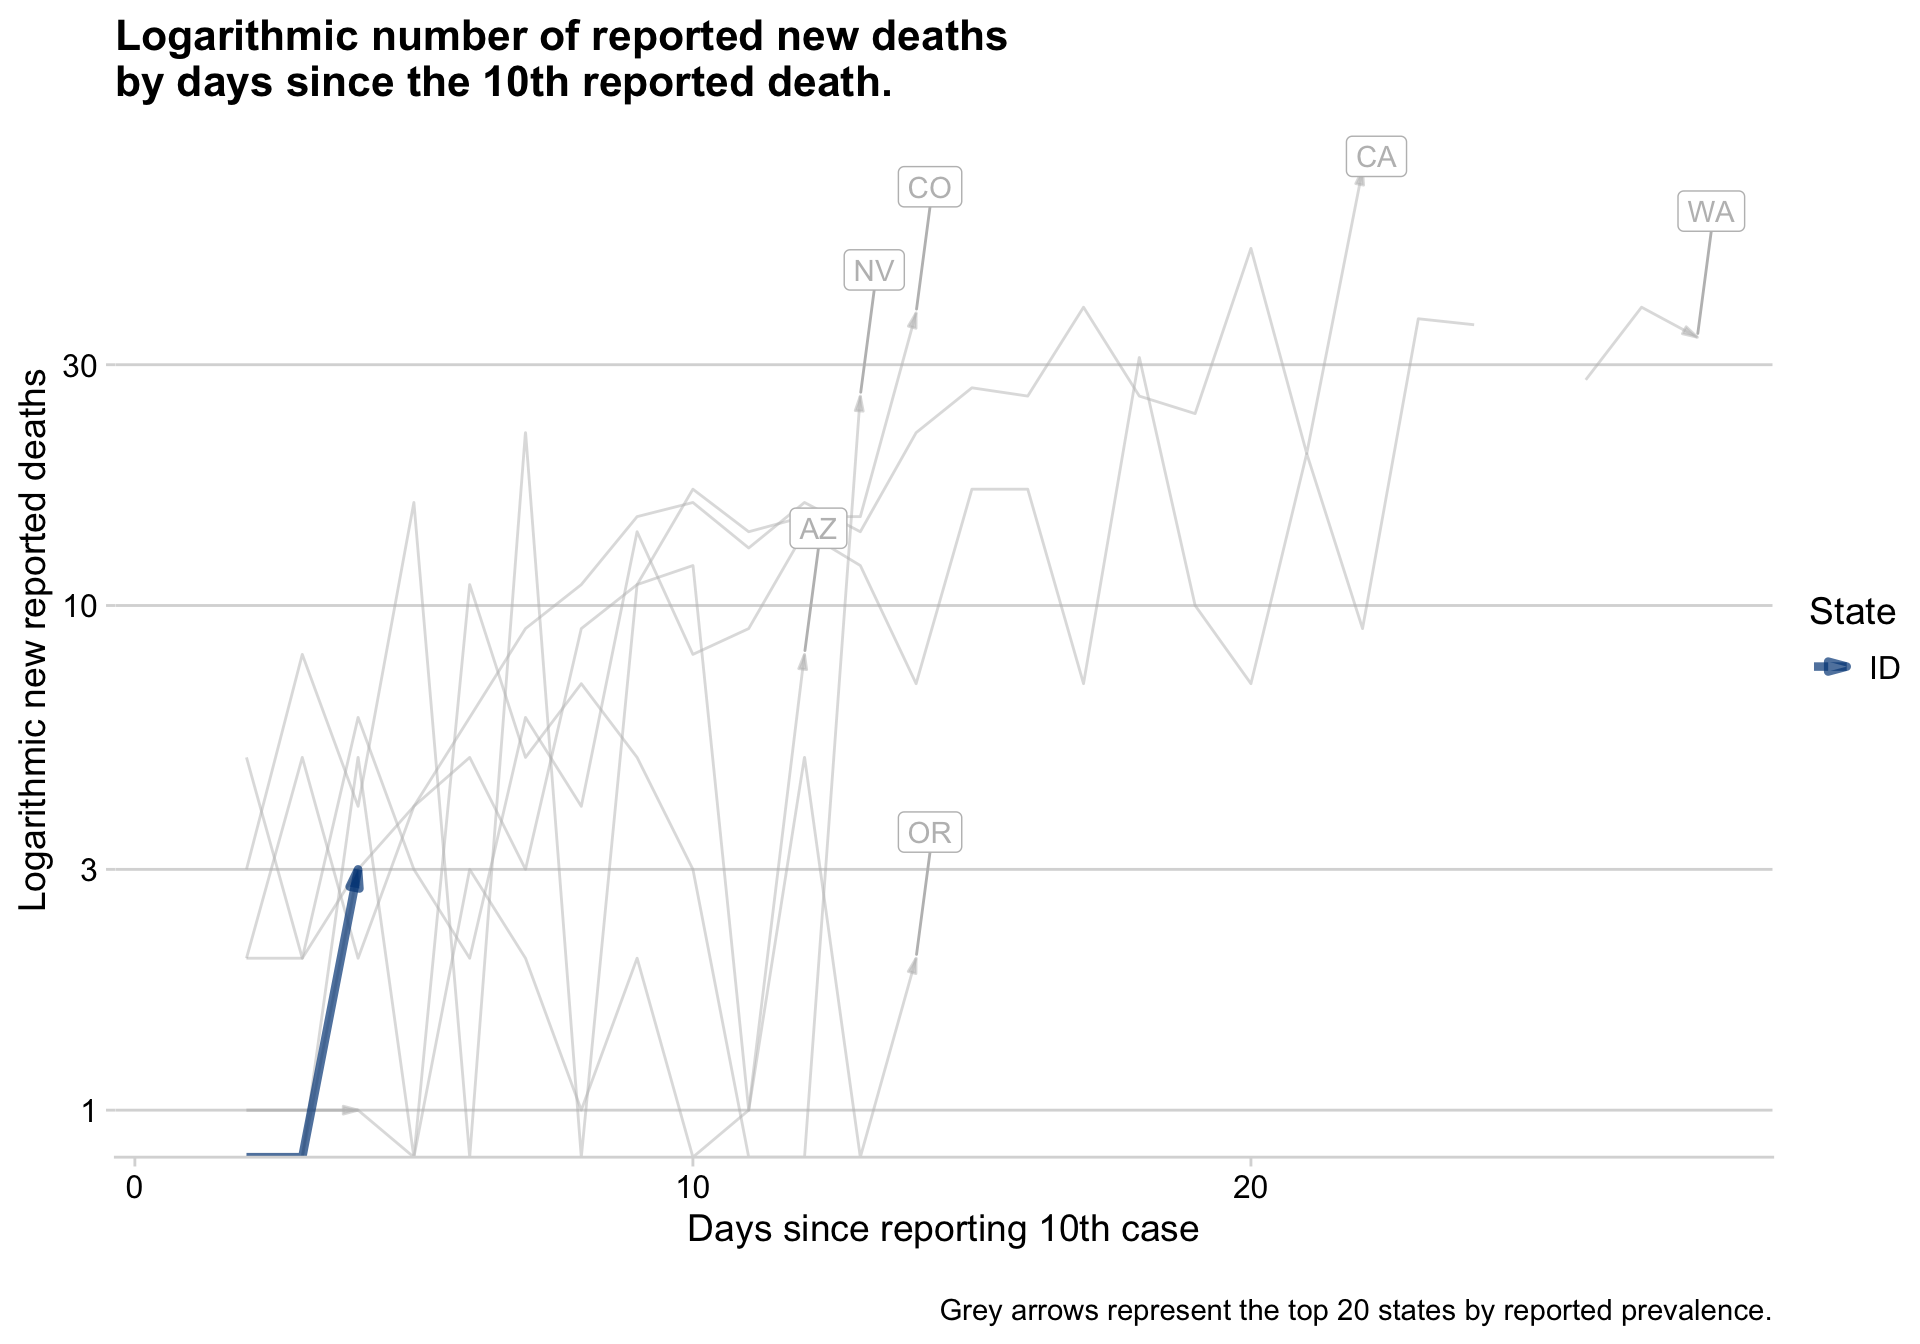 Logarithmic number of reported new deaths
by days since the 10th reported death.
CA
CO
WA
NV
30
AZ
10
OR
3
1
Logarithmic new reported deaths
State
ID
0 10 20
Days since reporting 10th case
Grey arrows represent the top 20 states by reported prevalence.